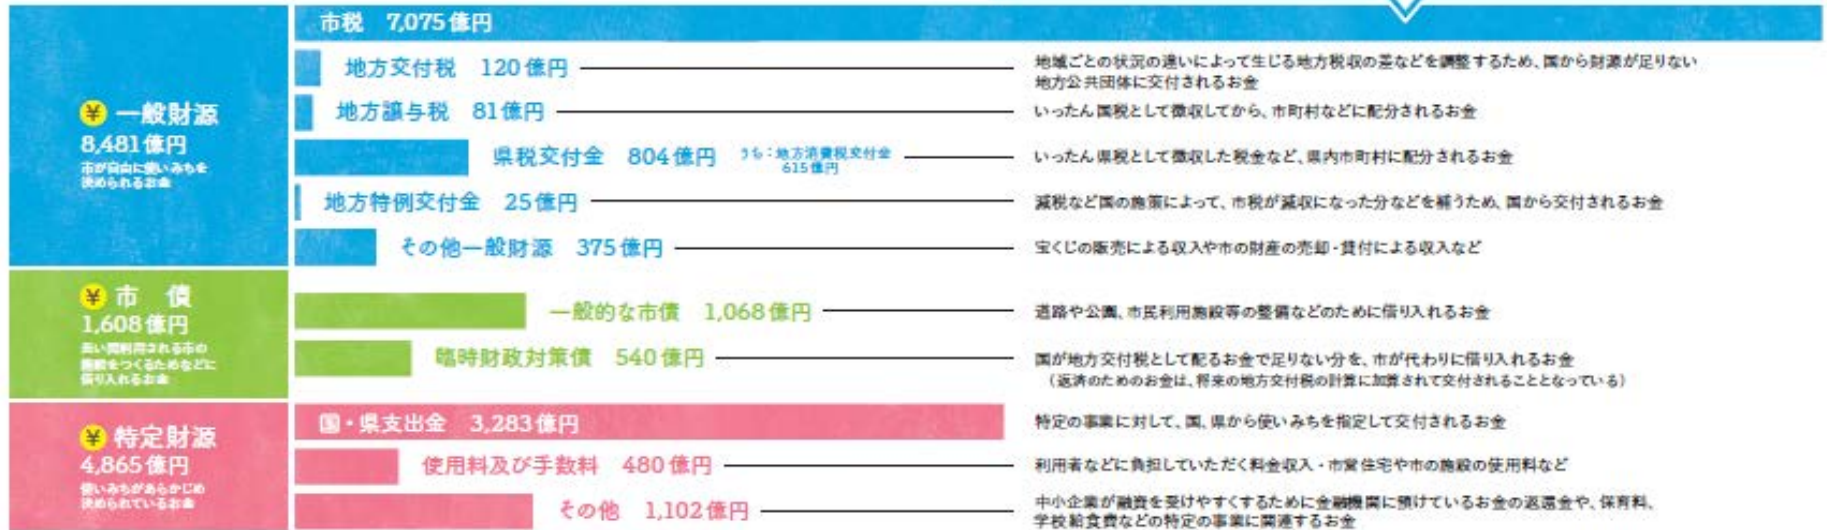 市税 7,075億円
¥ 一般財源
8,481億円
市が自由に使いみちを
決められるお金
地方交付税 120億円
地域ごとの状況の違いによって生じる地方税収の差などを調整するため、国から財源が足りない
地方公共団体に交付されるお金
地方譲与税 81億円
いったん国税として徴収してから、市町村などに配分されるお金
県税交付金 804億円 うち:地方消費税交付金
615億円
いったん県税として徴収した税金など、県内市町村に配分されるお金
地方特例交付金 25億円
減税など国の施策によって、市税が減収になった分などを補うため、国から交付されるお金
その他一般財源 375億円
宝くじの販売による収入や市の財産の売却・貸付による収入など
¥ 市 債
1,608億円
長い間利用される市の
施設をつくるためなどに
借り入れるお金
一般的な市債 1,068億円
道路や公園、市民利用施設等の整備などのために借り入れるお金
臨時財政対策債 540億円
国が地方交付税として配るお金で足りない分を、市が代わりに借り入れるお金
(返済のためのお金は、将来の地方交付税の計算に加算されて交付されることとなっている)
¥ 特定財源
4,865億円
使いみちがあらかじめ
決められているお金
国・県支出金 3,283億円
特定の事業に対して、国、県から使いみちを指定して交付されるお金
使用料及び手数料 480億円
利用者などに負担していただく料金収入・市営住宅や市の施設の使用料など
その他 1,102億円
中小企業が融資を受けやすくするために金融機関に預けているお金の返還金や、保育料、
学校給食費などの特定の事業に関連するお金